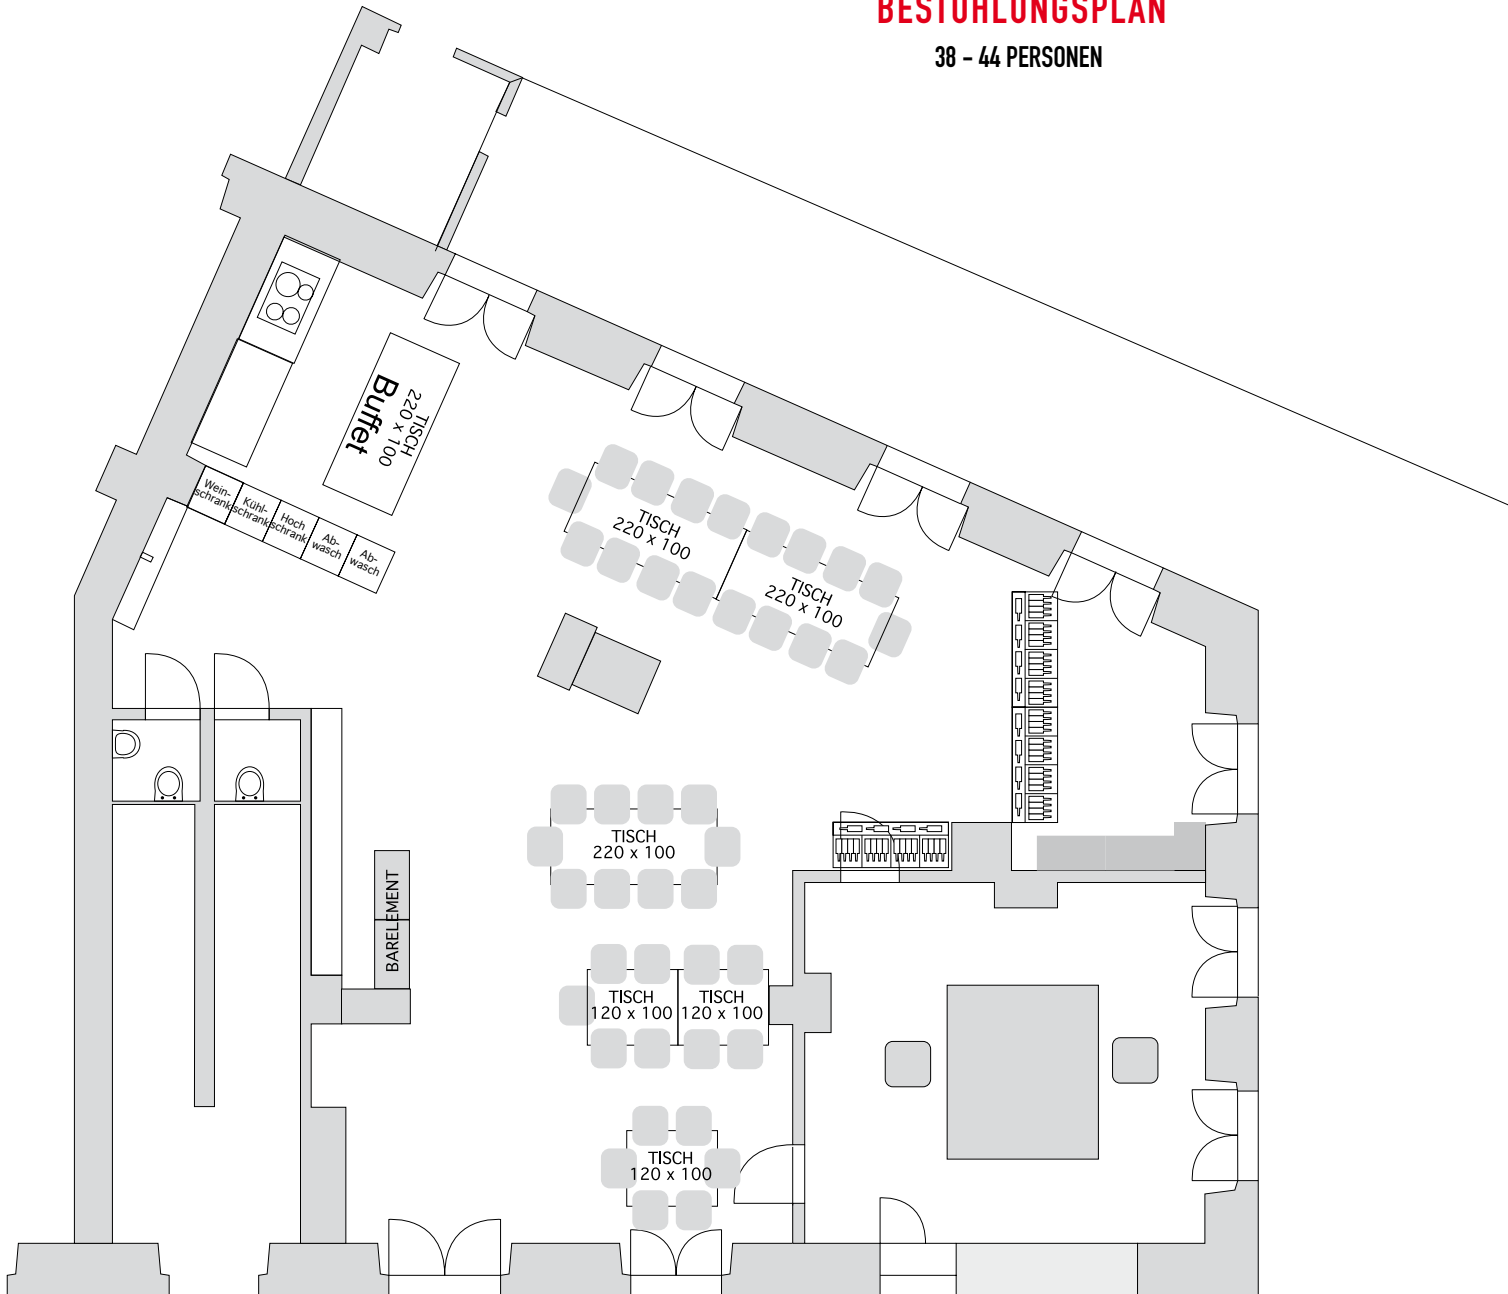 BESTUHLUNGSPLAN
38 - 44 PERSONEN
TISCH
220 x 100
Buffet
Wein-
schrank
Kühl-
schrank
Hoch
schrank
Ab-
wasch
Ab-
wasch
TISCH
220 x 100
TISCH
220 x 100
TISCH
220 x 100
BARELEMENT
TISCH
120 x 100
TISCH
120 x 100
TISCH
120 x 100